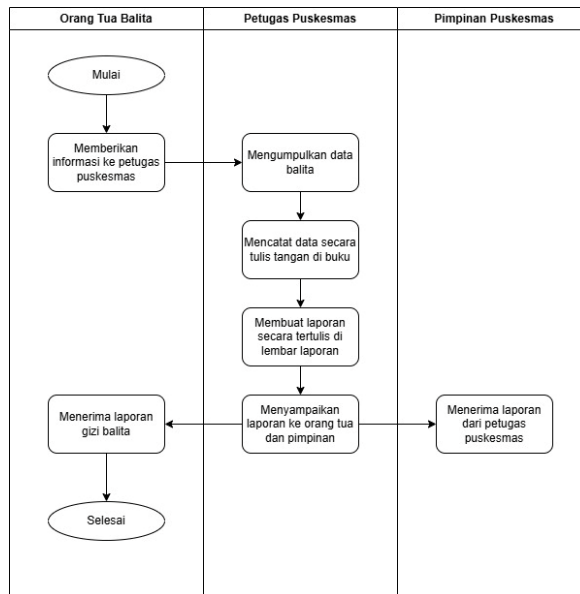 Orang Tua Balita
Petugas Puskesmas
Pimpinan Puskesmas
Mulai
Memberikan
informasi ke petugas
puskesmas
Mengumpulkan data
balita
Mencatat data secara
tulis tangan di buku
Membuat laporan
secara tertulis di
lembar laporan
Menerima laporan
gizi balita
Menyampaikan
laporan ke orang tua
dan pimpinan
Menerima laporan
dari petugas
puskesmas
Selesai